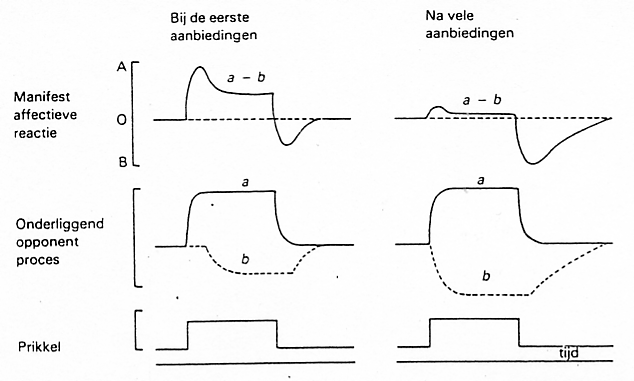 Bij de eerste
aanbiedingen
Na vele
aanbiedingen
Manifest
affectieve
reactie
A
O
B
a – b
a – b
Onderliggend
opponent
proces
a
b
a
b
Prikkel
tijd